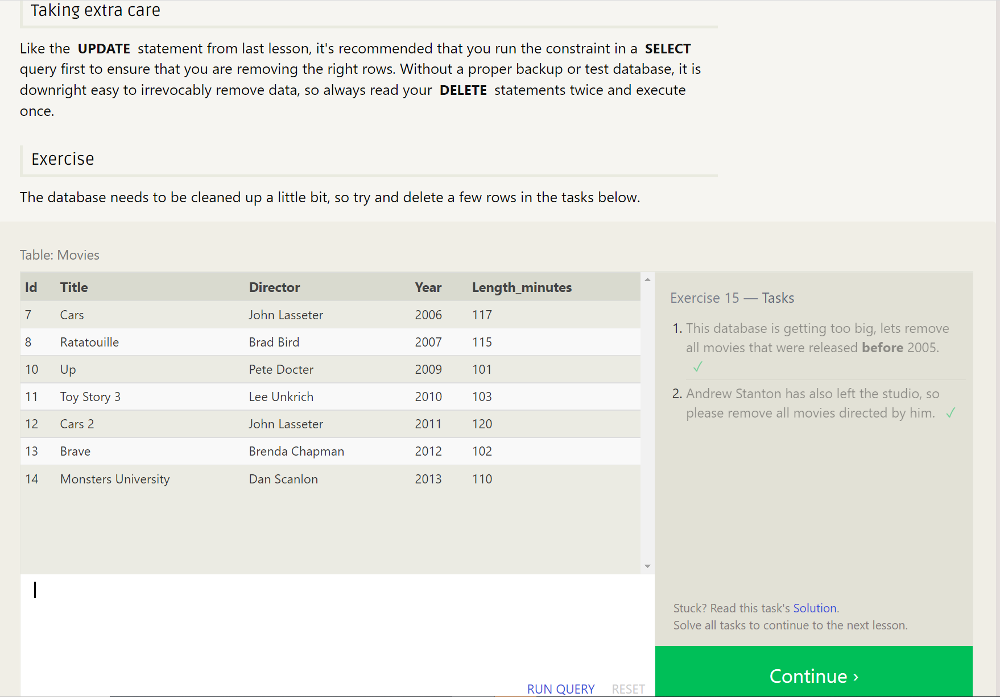 Taking extra care
Like the UPDATE statement from last lesson, it's recommended that you run the constraint in a SELECT
query first to ensure that you are removing the right rows. Without a proper backup or test database, it is
downright easy to irrevocably remove data, so always read your DELETE statements twice and execute
once.
Exercise
The database needs to be cleaned up a little bit, so try and delete a few rows in the tasks below.
Table: Movies
Id Title Director Year Length_minutes
7 Cars John Lasseter 2006 117
8 Ratatouille Brad Bird 2007 115
10 Up Pete Docter 2009 101
11 Toy Story 3 Lee Unkrich 2010 103
12 Cars 2 John Lasseter 2011 120
13 Brave Brenda Chapman 2012 102
14 Monsters University Dan Scanlon 2013 110
RUN QUERY RESET
Exercise 15 — Tasks
1. This database is getting too big, lets remove
all movies that were released before 2005.
✓
2. Andrew Stanton has also left the studio, so
please remove all movies directed by him. ✓
Stuck? Read this task's Solution.
Solve all tasks to continue to the next lesson.
Continue ›